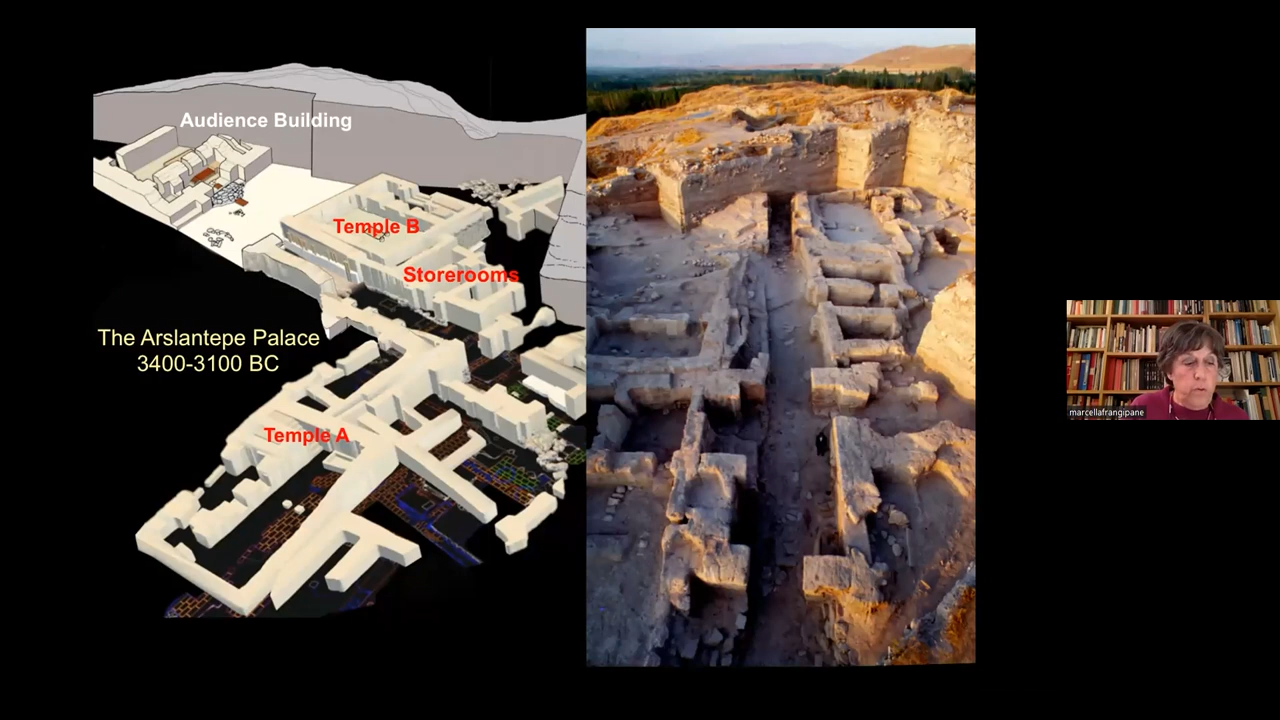 Audience Building
Temple B
Storerooms
The Arslantepe Palace
3400-3100 BC
Temple A
marcellafrangipane